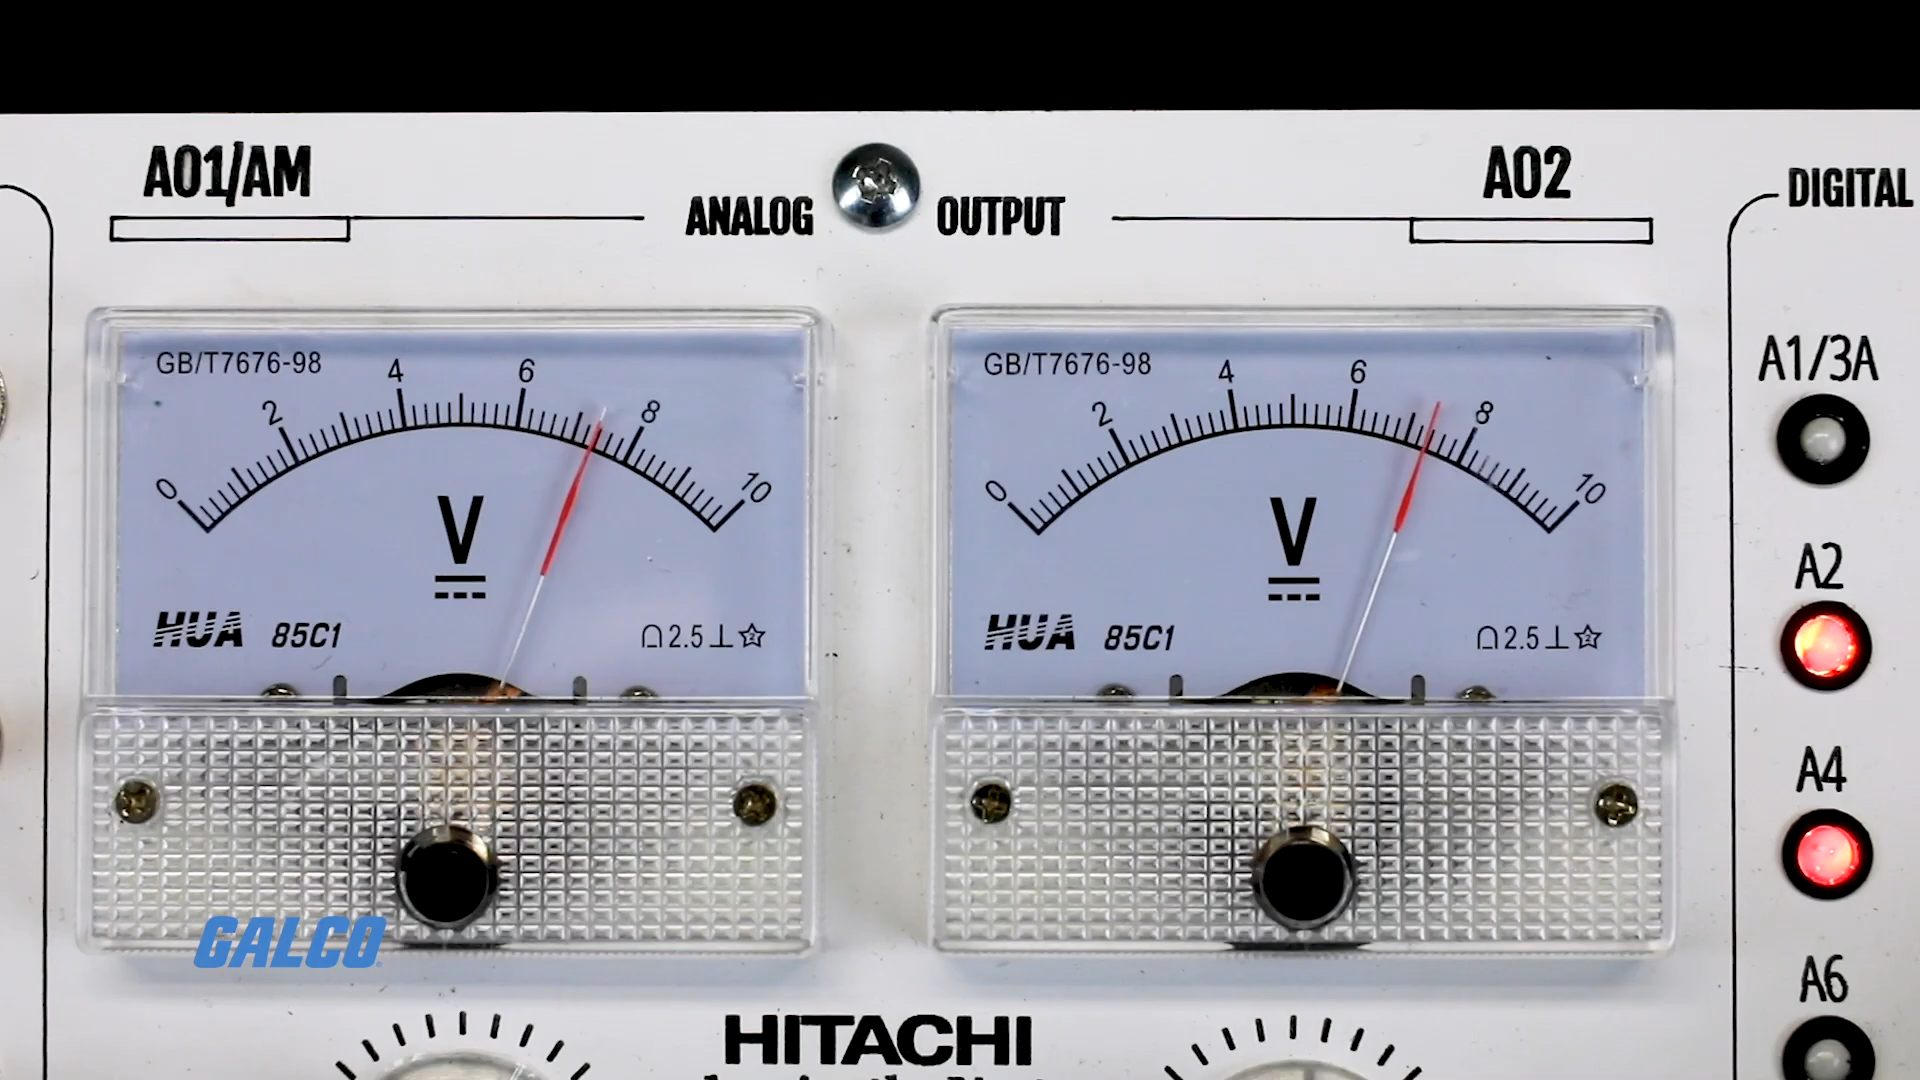 A01/AM
ANALOG OUTPUT
A02
DIGITAL
GB/T7676-98
0 2 4 6 8 10
V
HUA 85C1
2.5
GB/T7676-98
0 2 4 6 8 10
V
HUA 85C1
2.5
A1/3A
A2
A4
A6
GALCO
HITACHI